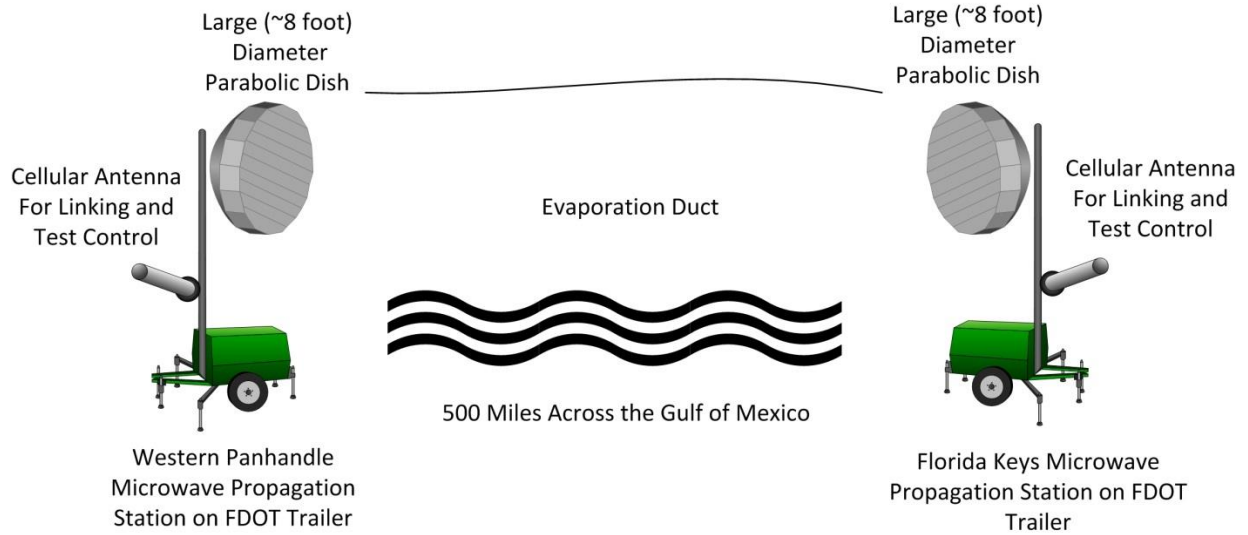 Large (~8 foot)
Diameter
Parabolic Dish
Large (~8 foot)
Diameter
Parabolic Dish
Cellular Antenna
For Linking and
Test Control
Evaporation Duct
Cellular Antenna
For Linking and
Test Control
500 Miles Across the Gulf of Mexico
Western Panhandle
Microwave Propagation
Station on FDOT Trailer
Florida Keys Microwave
Propagation Station on FDOT
Trailer